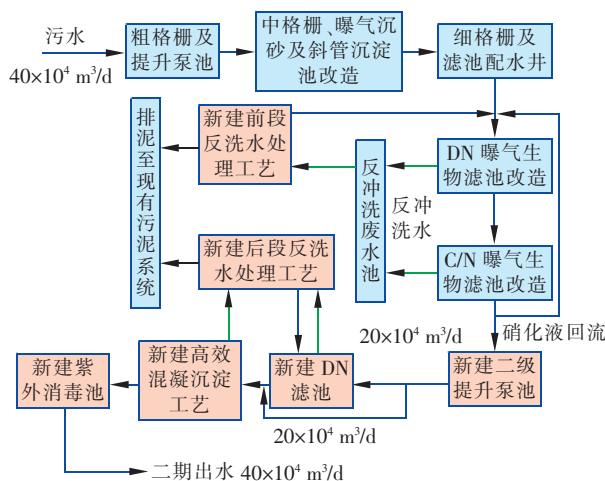 污水
40×10⁴ m³/d
粗格栅及
提升泵池
中格栅、曝气沉
砂及斜管沉淀
池改造
细格栅及
滤池配水井
排泥至现有污泥系统
新建前段
反洗水处
理工艺
反冲洗废水池
DN 曝气生
物滤池改造
反冲
洗水
新建后段反洗
水处理工艺
C/N 曝气生
物滤池改造
硝化液回流
20×10⁴ m³/d
新建紫
外消毒池
新建高效
混凝沉淀
工艺
新建 DN
滤池
新建二级
提升泵池
20×10⁴ m³/d
二期出水 40×10⁴ m³/d